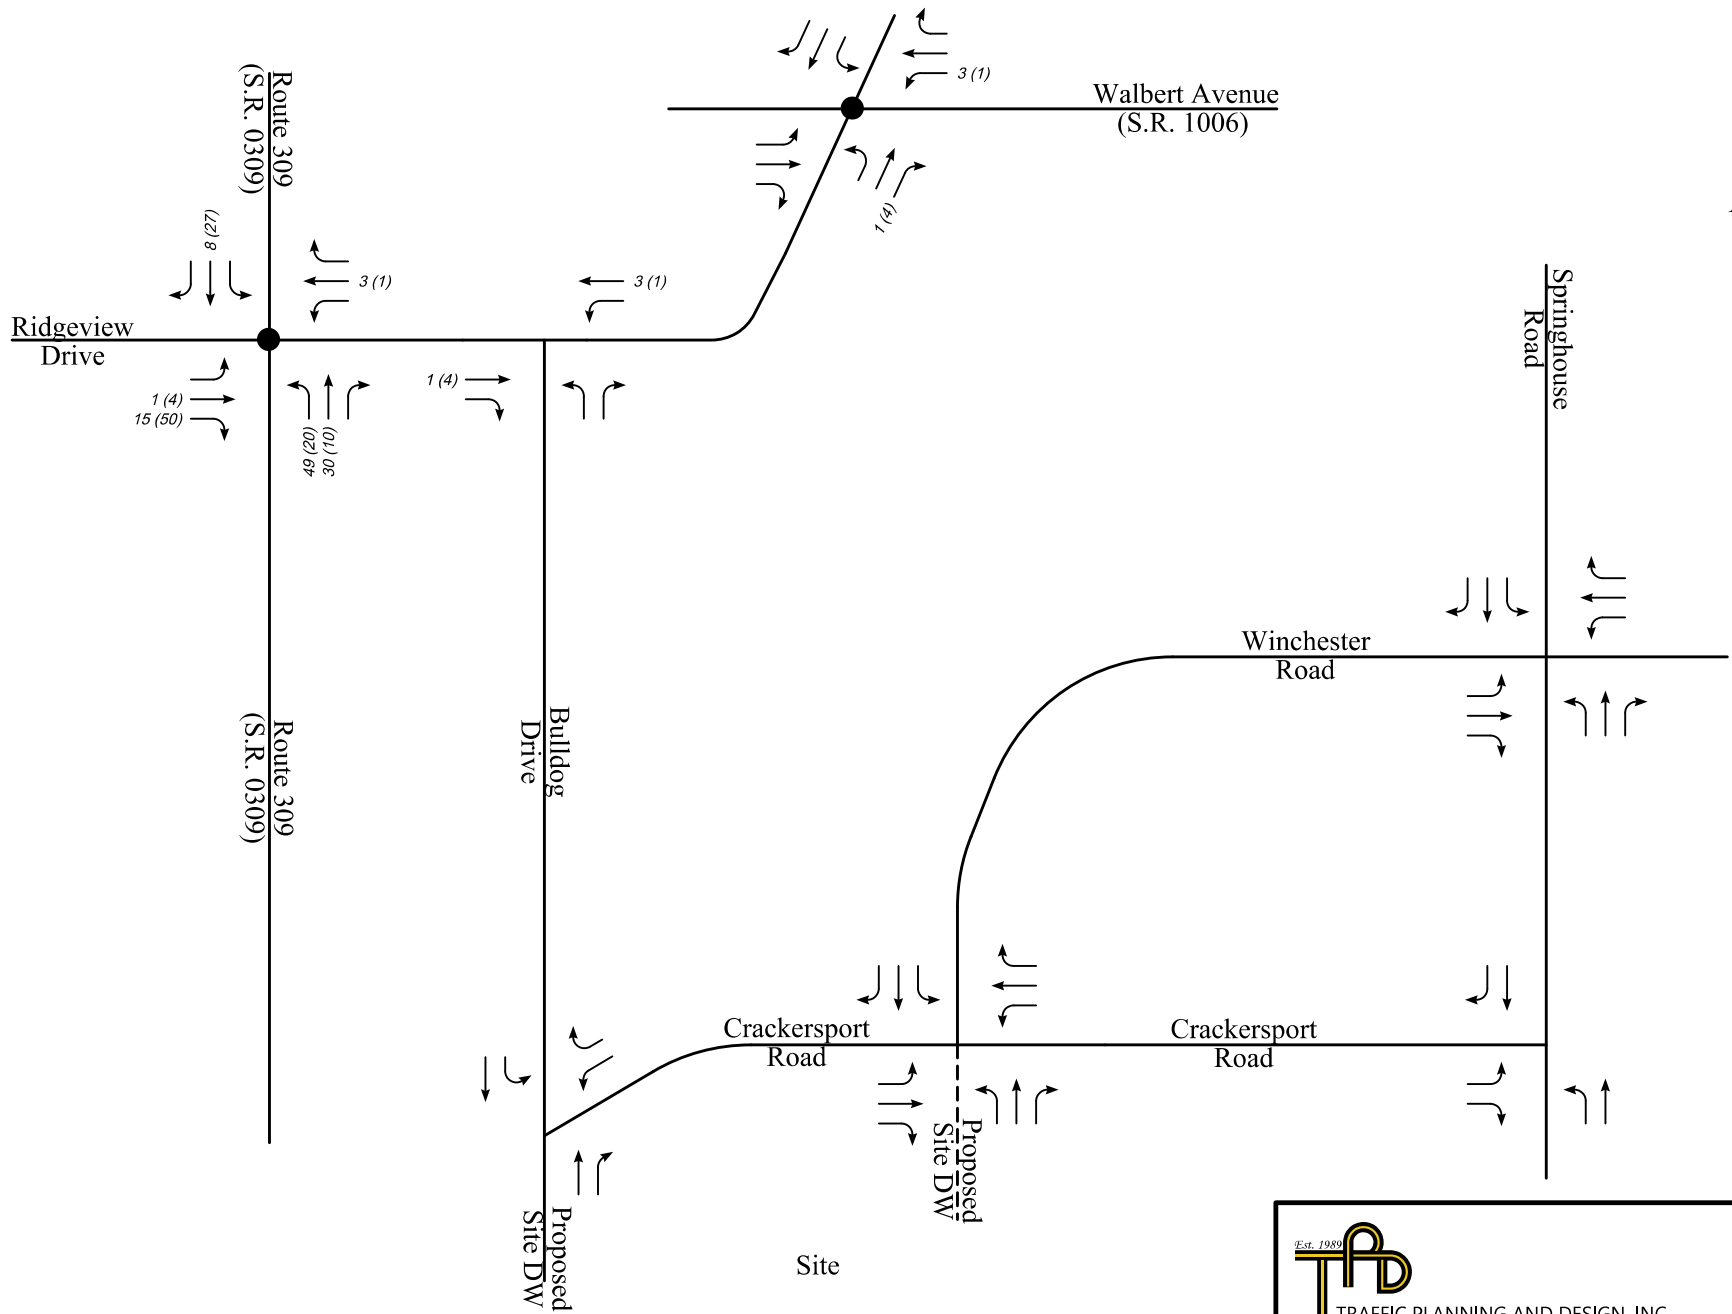 3 (1)
Walbert Avenue
(S.R. 1006)
Route 309
(S.R. 0309)
1 (4)
8 (27)
3 (1)
3 (1)
Ridgeview
Drive
1 (4)
15 (50)
49 (20)
30 (10)
1 (4)
Springhouse
Road
Winchester
Road
Route 309
(S.R. 0309)
Bulldog
Drive
Crackersport
Road
Crackersport
Road
Proposed
Site DW
Proposed
Site DW
Site
Est. 1989
TPD
TRAFFIC PLANNING AND DESIGN, INC.